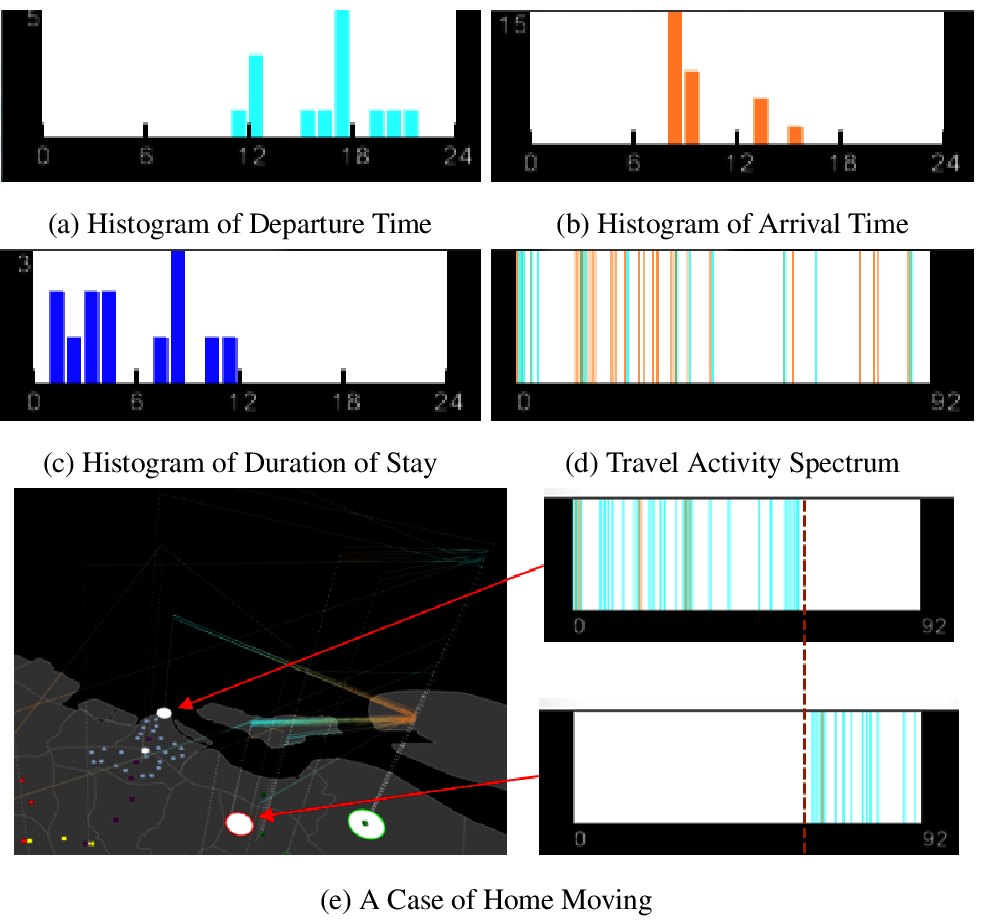 5
0 6 12 18 24
(a) Histogram of Departure Time
15
0 6 12 18 24
(b) Histogram of Arrival Time
3
0 6 12 18 24
(c) Histogram of Duration of Stay
0 92
(d) Travel Activity Spectrum
0 92
0 92
(e) A Case of Home Moving